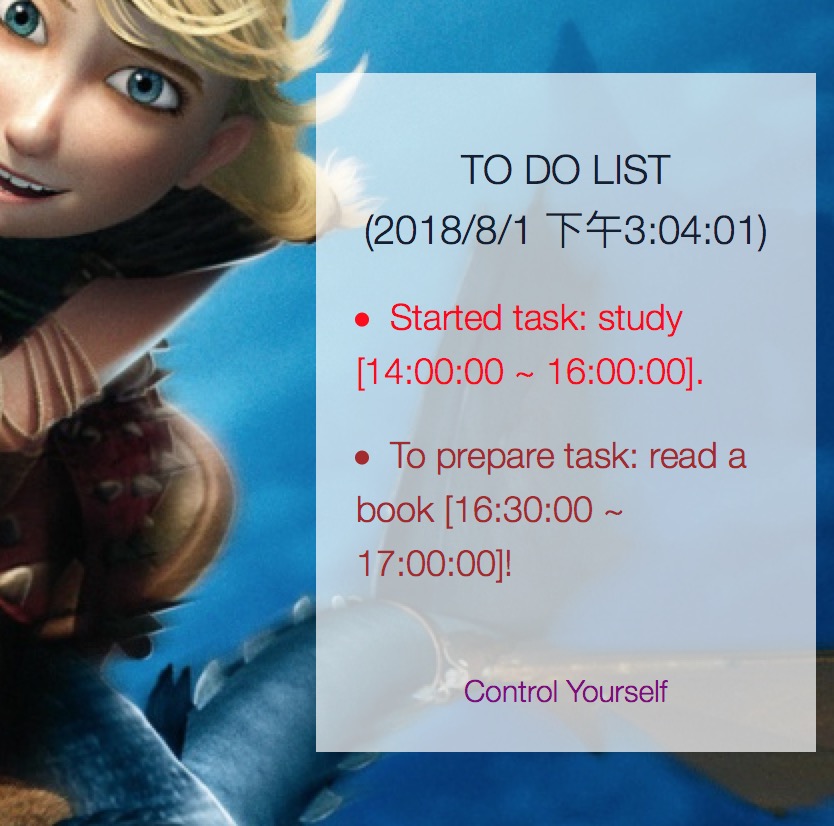 TO DO LIST
(2018/8/1 下午3:04:01)
• Started task: study
[14:00:00 ~ 16:00:00].
• To prepare task: read a
book [16:30:00 ~
17:00:00]!
Control Yourself